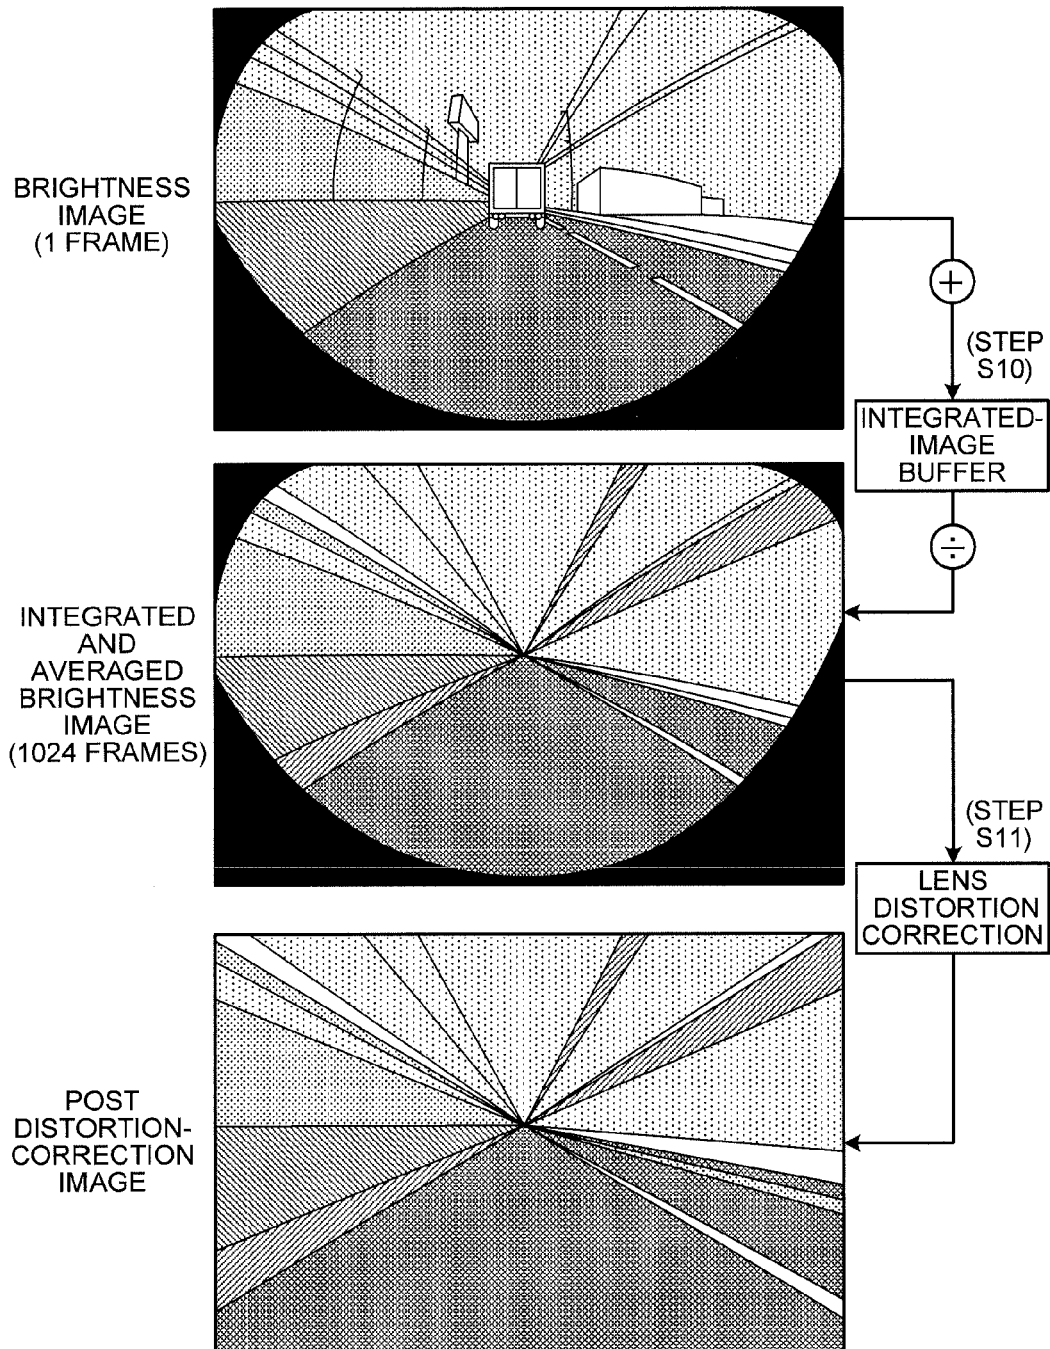 BRIGHTNESS
IMAGE
(1 FRAME)
+
(STEP
S10)
INTEGRATED-
IMAGE
BUFFER
÷
INTEGRATED
AND
AVERAGED
BRIGHTNESS
IMAGE
(1024 FRAMES)
(STEP
S11)
LENS
DISTORTION
CORRECTION
POST
DISTORTION-
CORRECTION
IMAGE